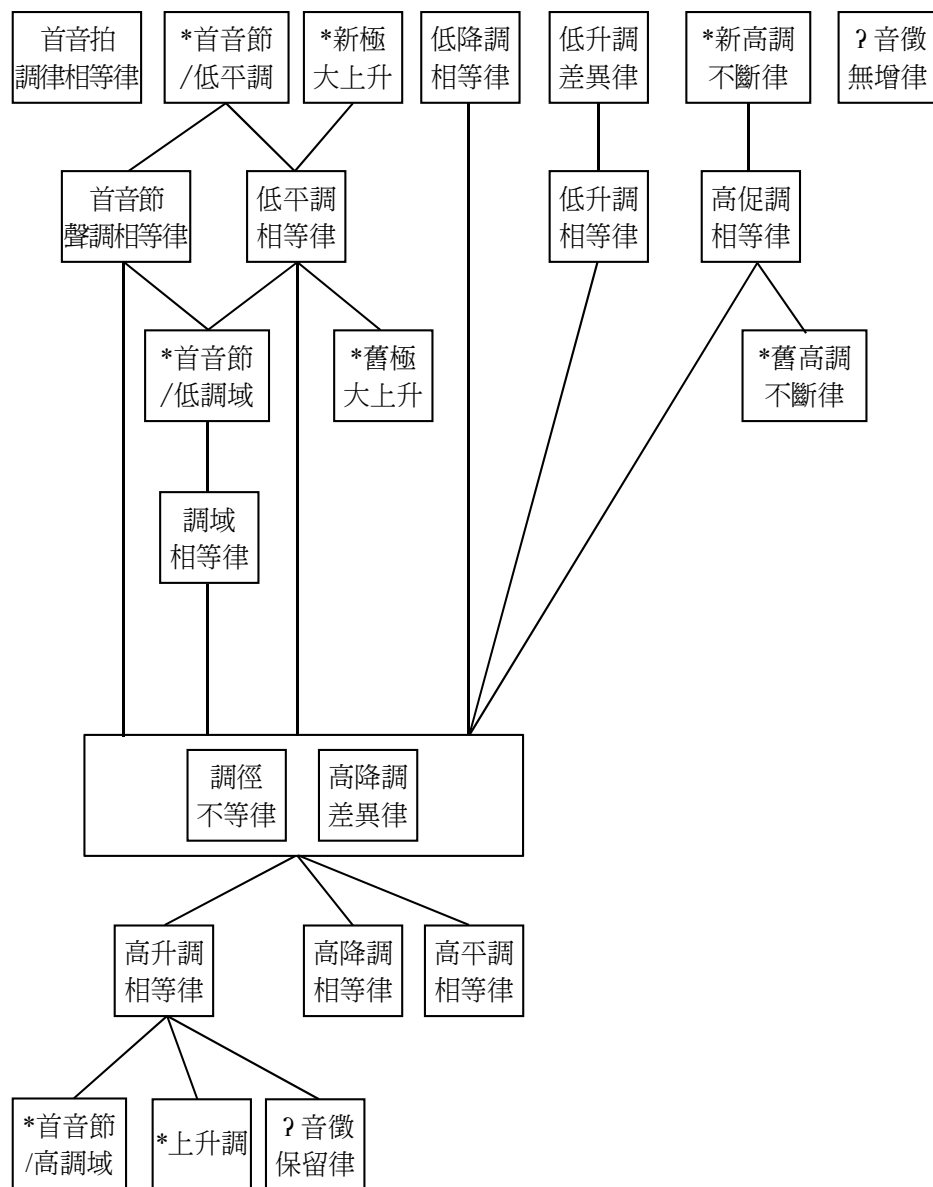 首音拍
調律相等律
*首音節
/低平調
*新極
大上升
低降調
相等律
低升調
差異律
*新高調
不斷律
ʔ音徵
無增律
首音節
聲調相等律
低平調
相等律
低升調
相等律
高促調
相等律
*首音節
/低調域
*舊極
大上升
*舊高調
不斷律
調域
相等律
調徑
不等律
高降調
差異律
高升調
相等律
高降調
相等律
高平調
相等律
*首音節
/高調域
*上升調
ʔ音徵
保留律